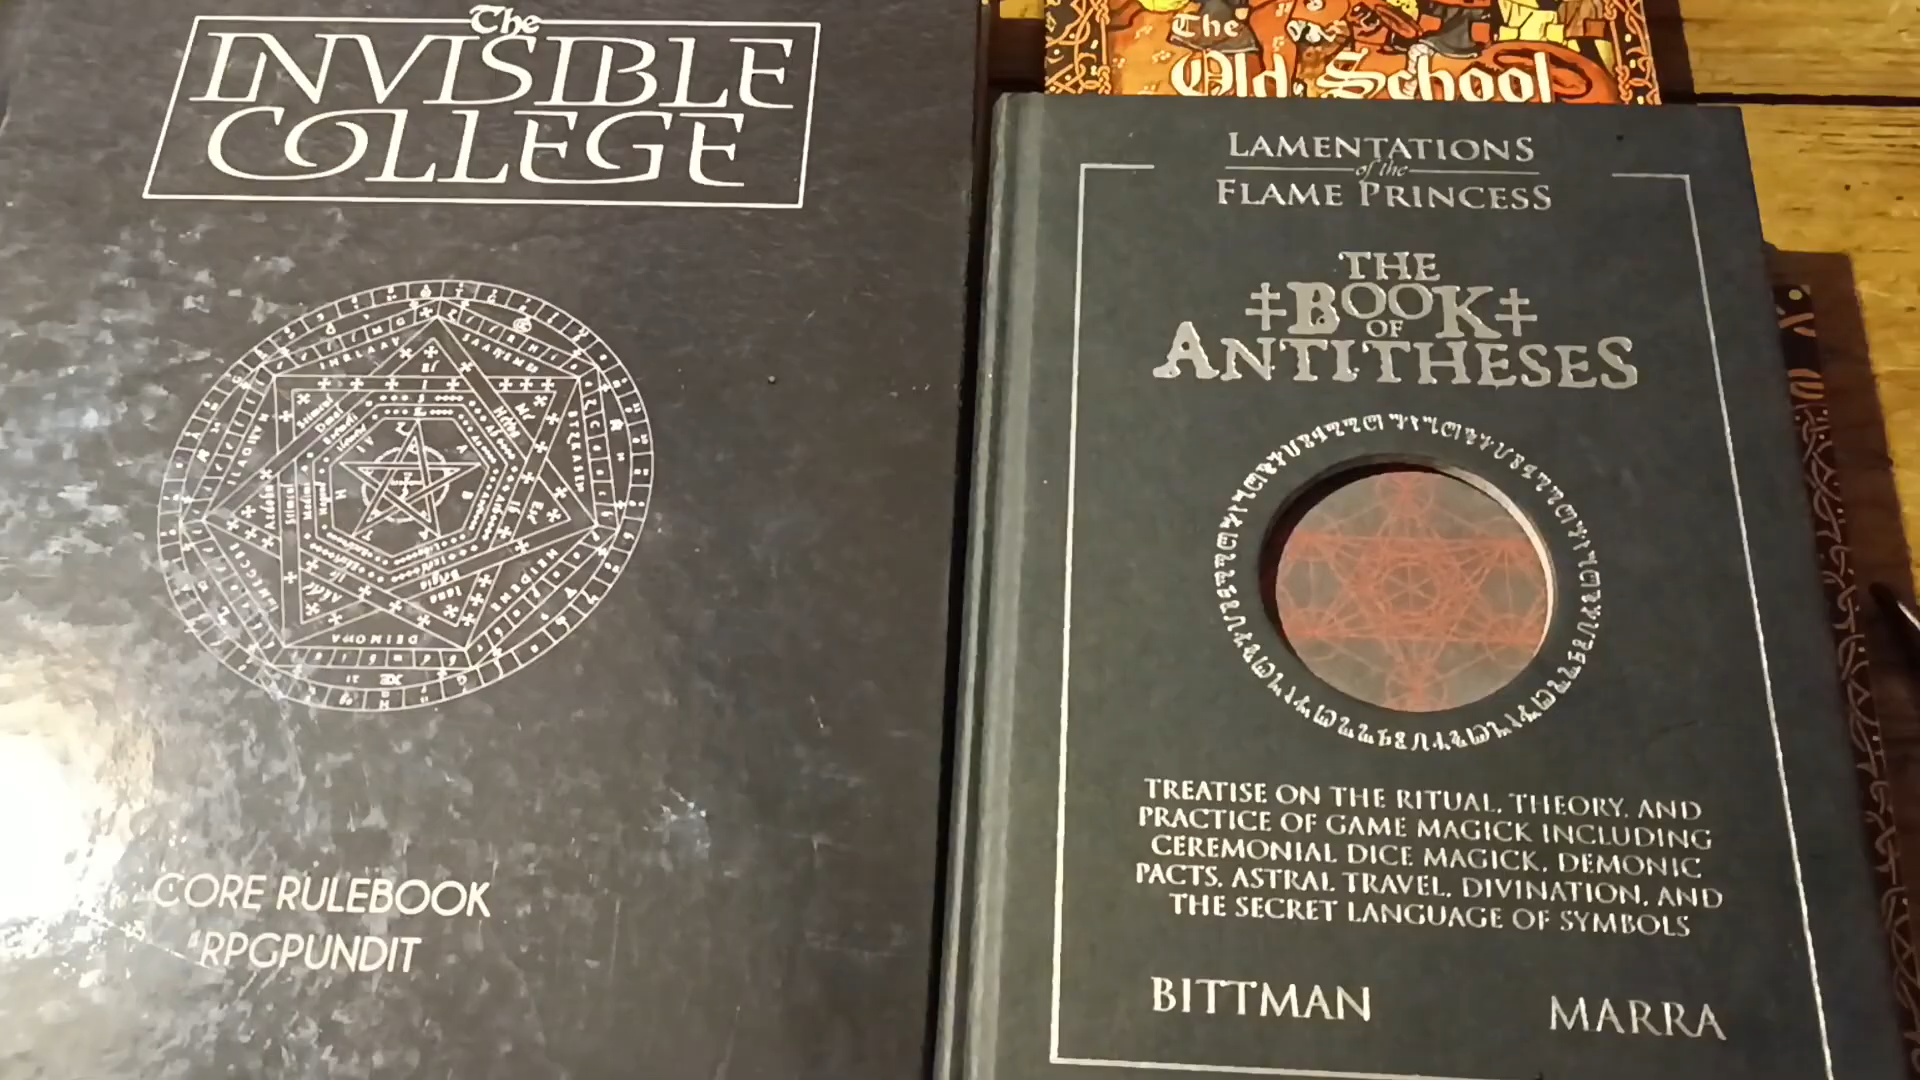 The
INVISIBLE
COLLEGE
CORE RULEBOOK
RPGPUNDIT
The
Old School
LAMENTATIONS
of the
FLAME PRINCESS
THE
‡BOOK‡
OF
ANTITHESES
TREATISE ON THE RITUAL, THEORY, AND
PRACTICE OF GAME MAGICK INCLUDING
CEREMONIAL DICE MAGICK, DEMONIC
PACTS, ASTRAL TRAVEL, DIVINATION, AND
THE SECRET LANGUAGE OF SYMBOLS
BITTMAN MARRA